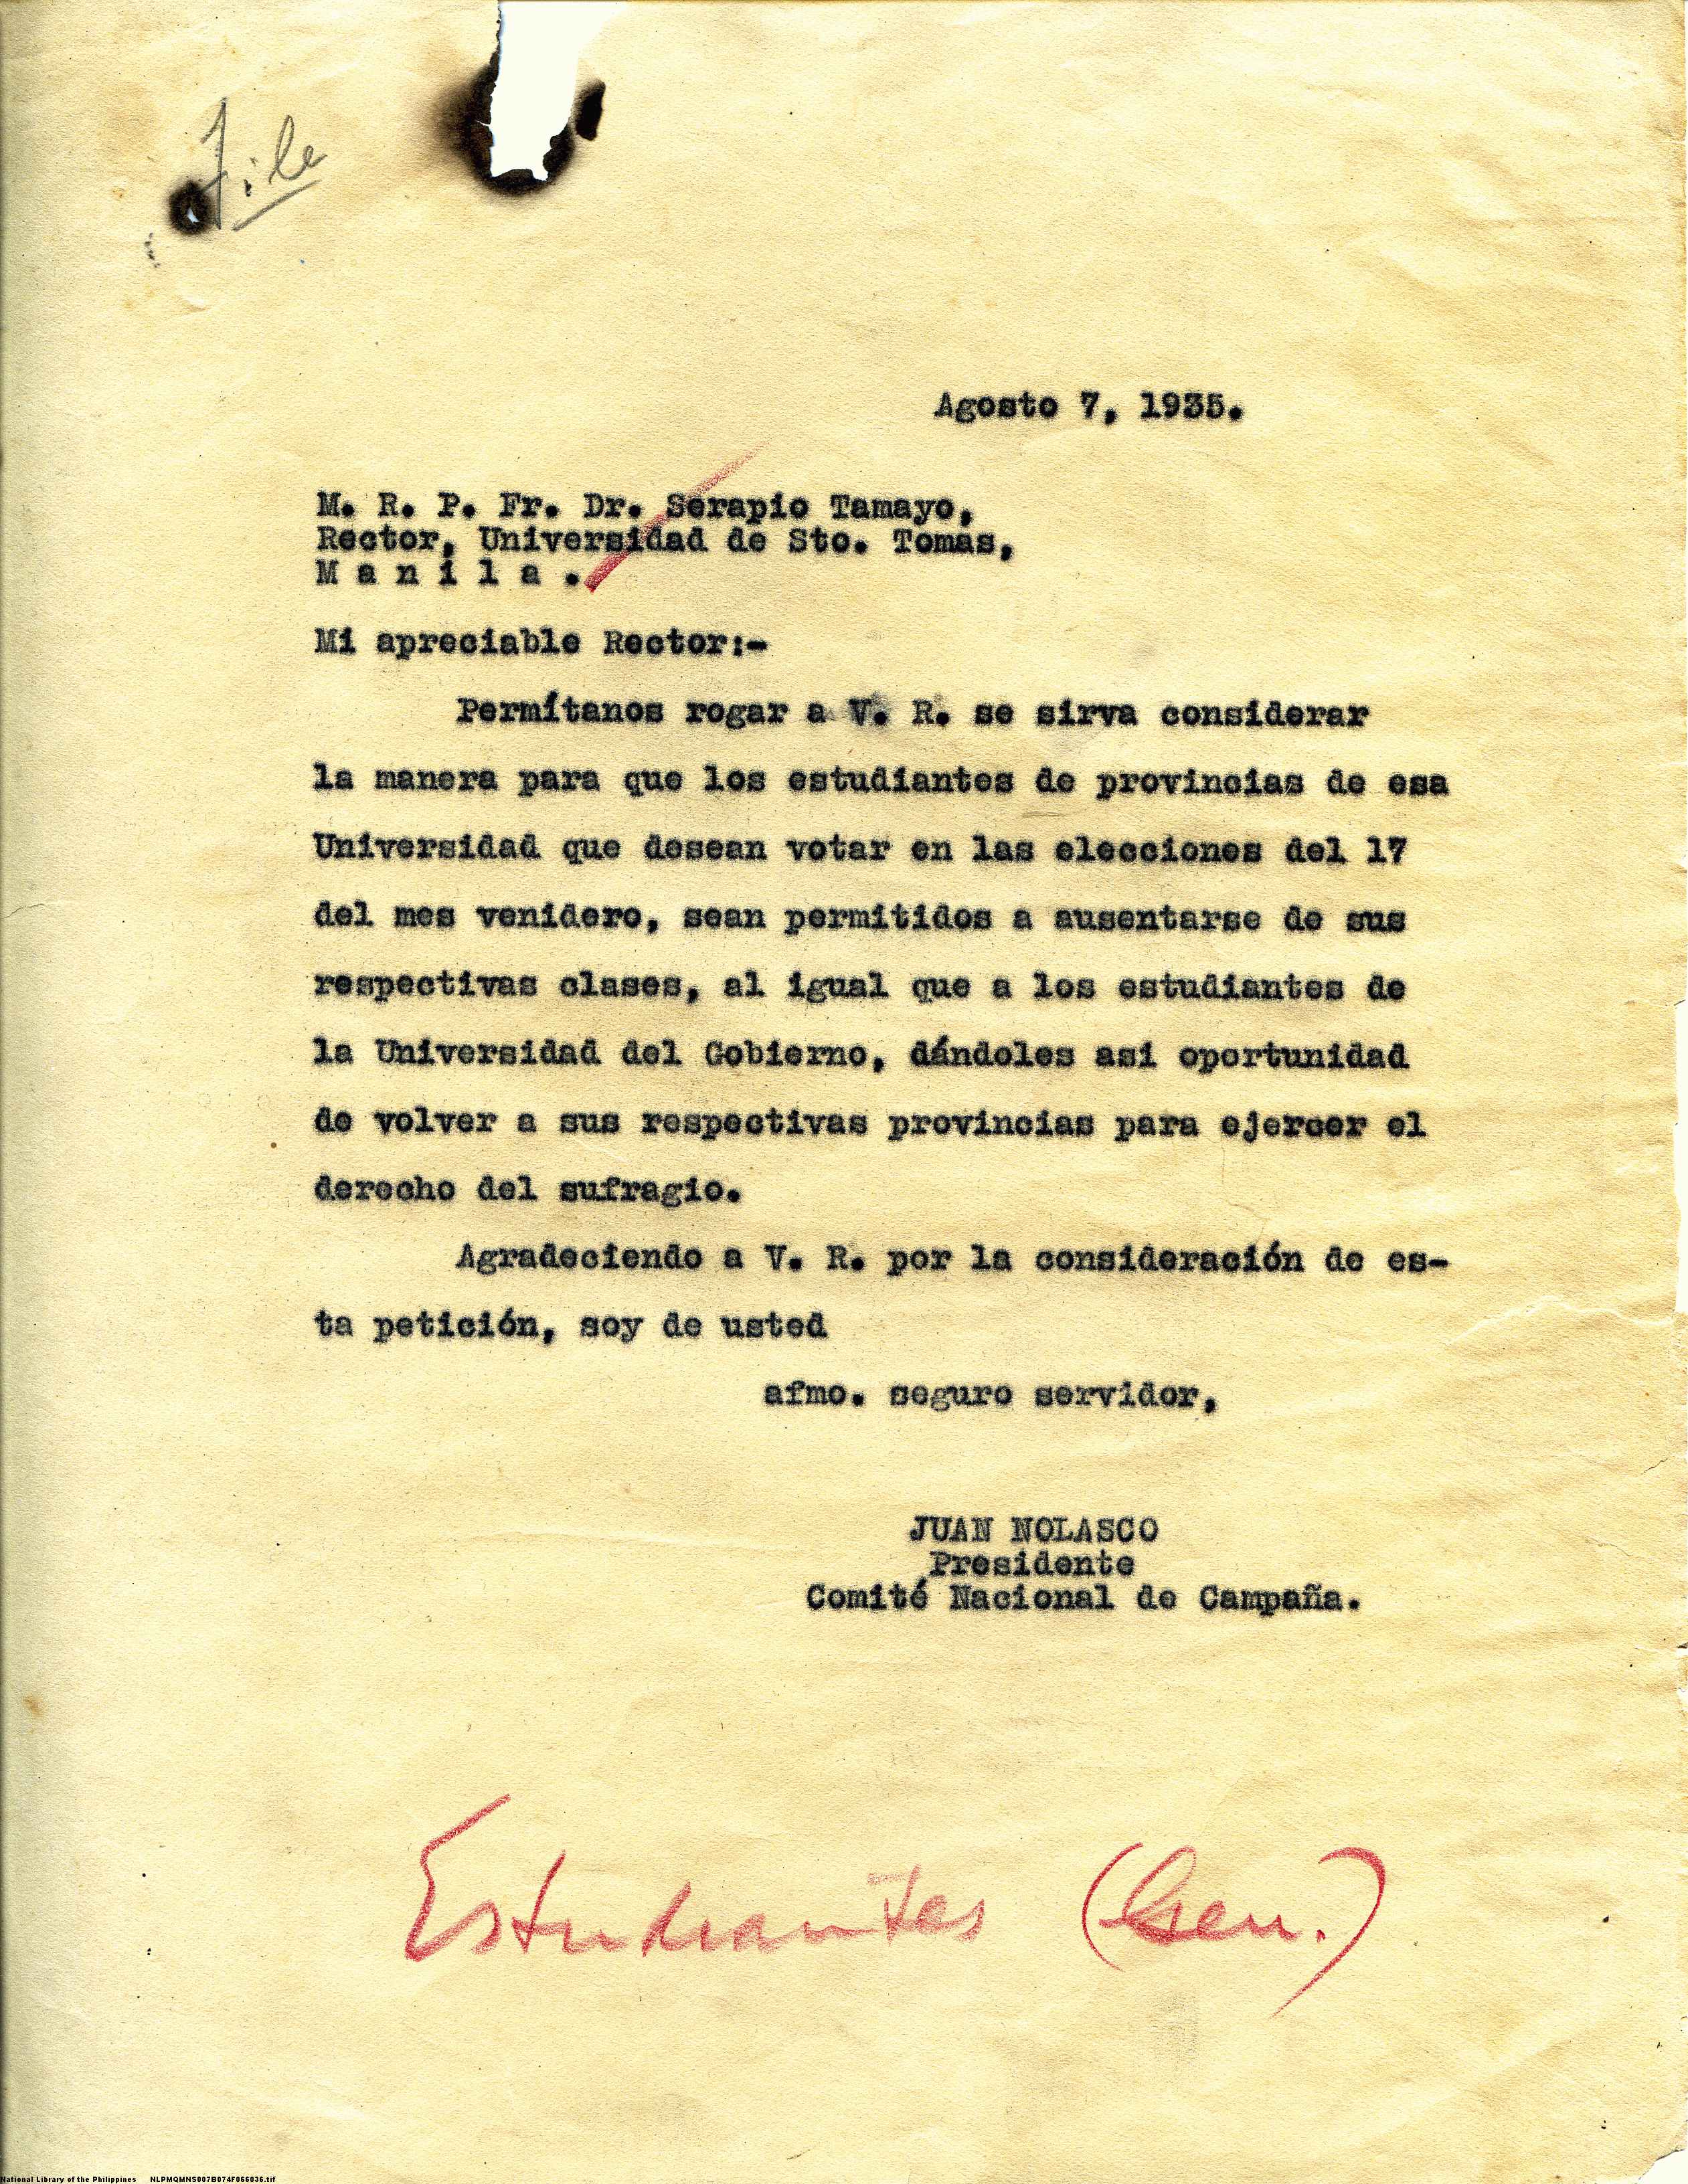 File
Agosto 7, 1935.
M. R. P. Fr. Dr. Serapio Tamayo,
Rector, Universidad de Sto. Tomas,
M a n i l a .
Mi apreciable Rector:-
Permítanos rogar a V. R. se sirva considerar
la manera para que los estudiantes de provincias de esa
Universidad que desean votar en las elecciones del 17
del mes venidero, sean permitidos a ausentarse de sus
respectivas clases, al igual que a los estudiantes de
la Universidad del Gobierno, dándoles asi oportunidad
de volver a sus respectivas provincias para ejercer el
derecho del sufragio.
Agradeciendo a V. R. por la consideración de es-
ta petición, soy de usted
afmo. seguro servidor,
JUAN NOLASCO
Presidente
Comité Nacional de Campaña.
Estudiantes (Gen.)
National Library of the Philippines NLPMQMNS007B074F066036.tif